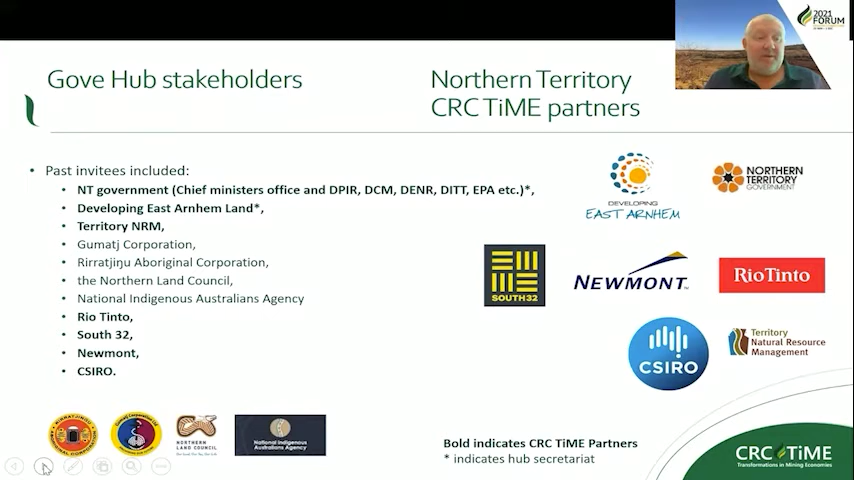 2021
FORUM
Gove Hub stakeholders
Northern Territory
CRC TiME partners
• Past invitees included:
• NT government (Chief ministers office and DPIR, DCM, DENR, DITT, EPA etc.)*,
• Developing East Arnhem Land*,
• Territory NRM,
• Gumatj Corporation,
• Rirratjiŋu Aboriginal Corporation,
• the Northern Land Council,
• National Indigenous Australians Agency
• Rio Tinto,
• South 32,
• Newmont,
• CSIRO.
DEVELOPING
EAST ARNHEM
NORTHERN
TERRITORY
GOVERNMENT
SOUTH32
NEWMONT
RioTinto
CSIRO
Territory
Natural Resource
Management
Gumatj Corporation Ltd
NORTHERN
LAND COUNCIL
National Indigenous
Australians Agency
Bold indicates CRC TiME Partners
* indicates hub secretariat
CRC TiME
Transformations in Mining Economies